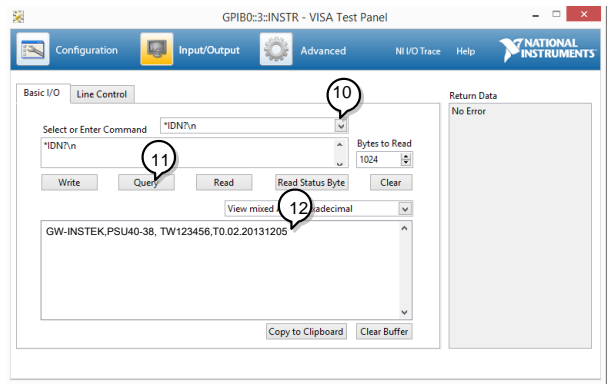 GPIB0::3::INSTR - VISA Test Panel
Configuration Input/Output Advanced NI I/O Trace Help NATIONAL INSTRUMENTS
Basic I/O Line Control
Return Data
No Error
10
Select or Enter Command *IDN?\n
*IDN?\n
Bytes to Read
1024
11
Write Query Read Read Status Byte Clear
View mixed
12
GW-INSTEK,PSU40-38, TW123456,T0.02.20131205
Copy to Clipboard Clear Buffer